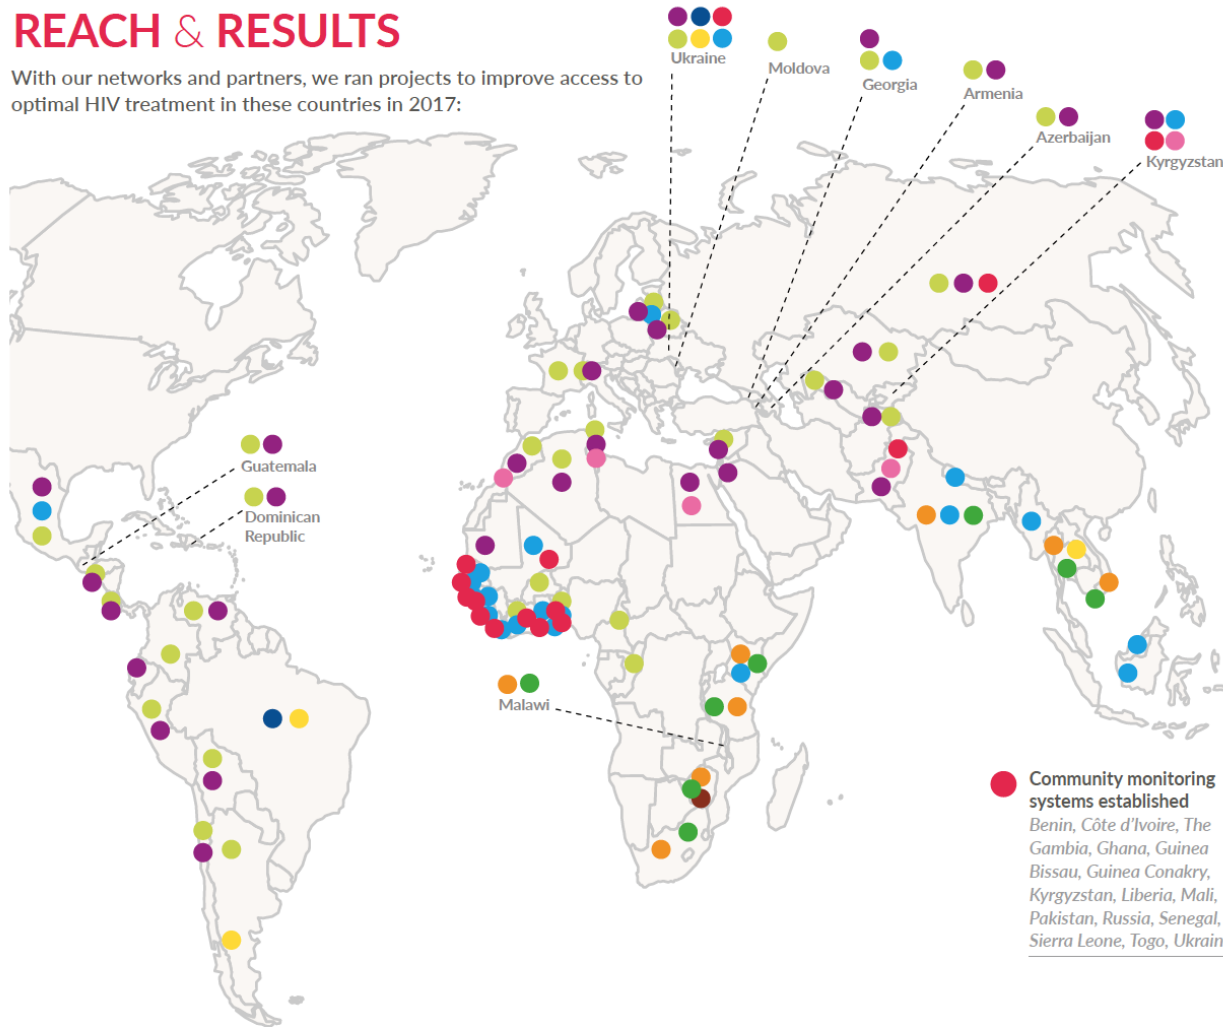 REACH & RESULTS
With our networks and partners, we ran projects to improve access to
optimal HIV treatment in these countries in 2017:
Ukraine
Moldova
Georgia
Armenia
Azerbaijan
Kyrgyzstan
Guatemala
Dominican
Republic
Malawi
Community monitoring
systems established
Benin, Côte d'Ivoire, The
Gambia, Ghana, Guinea
Bissau, Guinea Conakry,
Kyrgyzstan, Liberia, Mali,
Pakistan, Russia, Senegal,
Sierra Leone, Togo, Ukrain